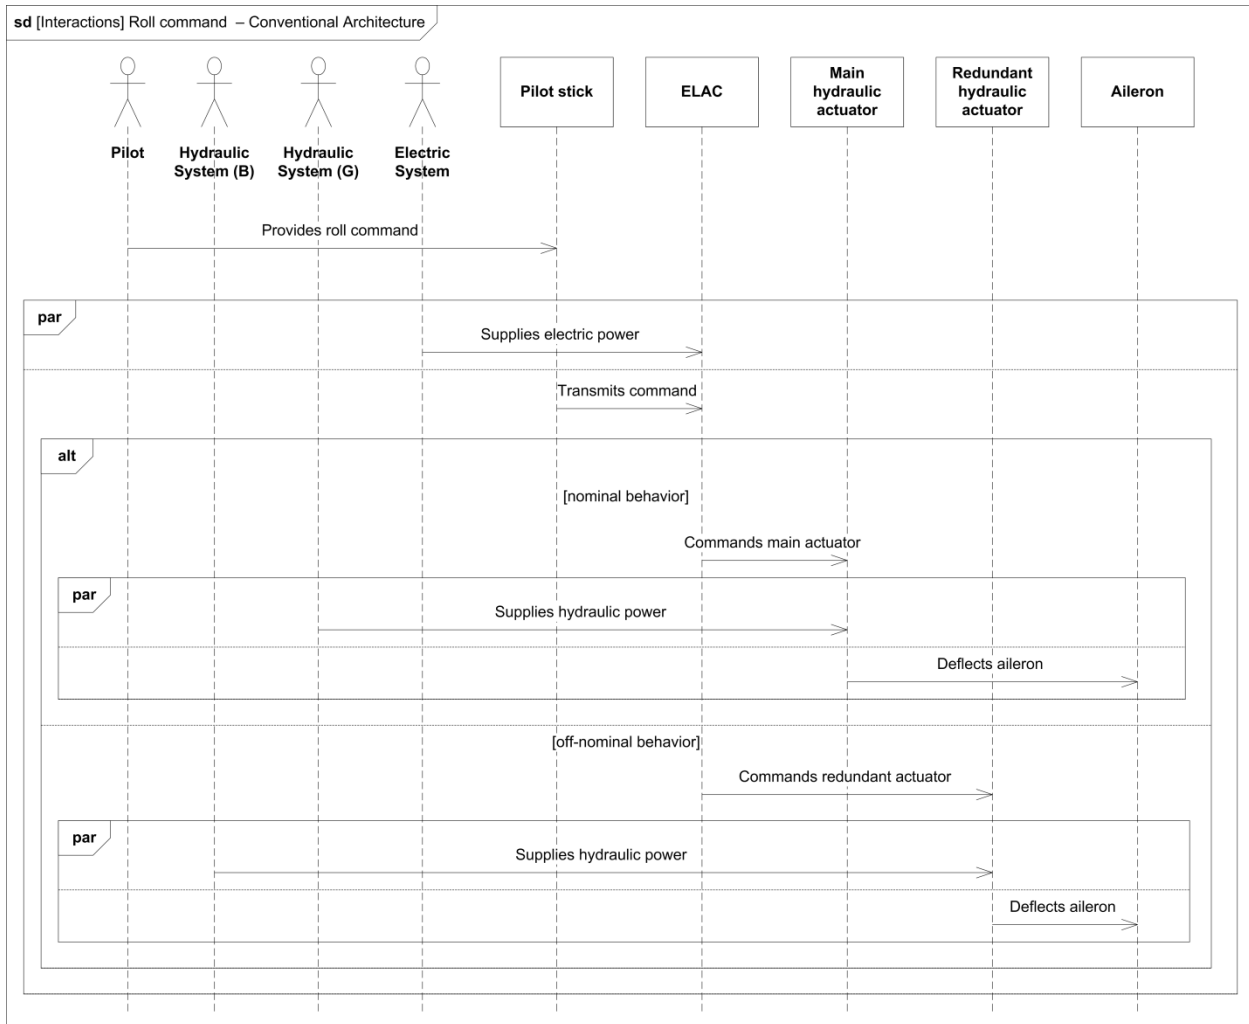 sd [Interactions] Roll command – Conventional Architecture
Pilot
Hydraulic
System (B)
Hydraulic
System (G)
Electric
System
Pilot stick
ELAC
Main
hydraulic
actuator
Redundant
hydraulic
actuator
Aileron
Provides roll command
par
Supplies electric power
Transmits command
alt
[nominal behavior]
Commands main actuator
par
Supplies hydraulic power
Deflects aileron
[off-nominal behavior]
Commands redundant actuator
par
Supplies hydraulic power
Deflects aileron